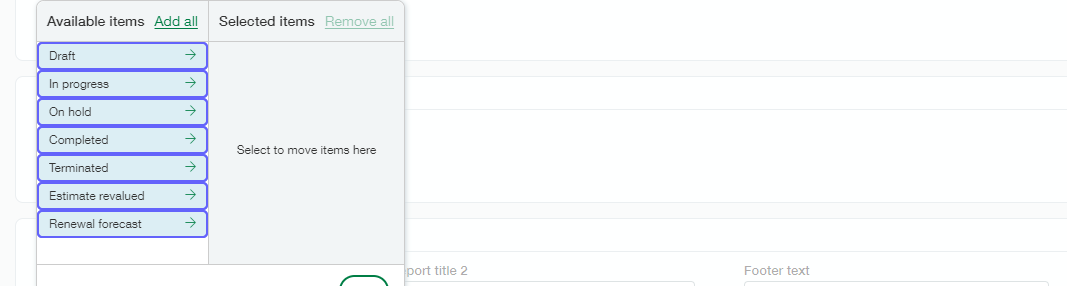 Available items Add all Selected items Remove all
Draft
In progress
On hold
Completed
Select to move items here
Terminated
Estimate revalued
Renewal forecast
port title 2 Footer text